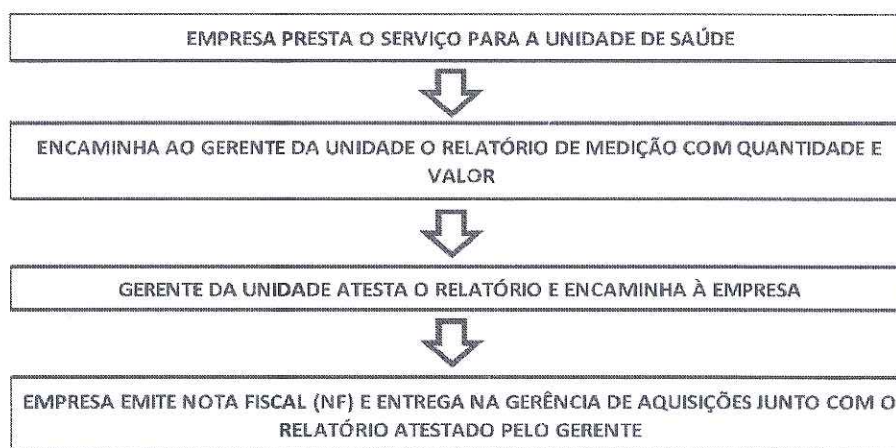 EMPRESA PRESTA O SERVIÇO PARA A UNIDADE DE SAÚDE
ENCAMINHA AO GERENTE DA UNIDADE O RELATÓRIO DE MEDIÇÃO COM QUANTIDADE E
VALOR
GERENTE DA UNIDADE ATESTA O RELATÓRIO E ENCAMINHA À EMPRESA
EMPRESA EMITE NOTA FISCAL (NF) E ENTREGA NA GERÊNCIA DE AQUISIÇÕES JUNTO COM O
RELATÓRIO ATESTADO PELO GERENTE